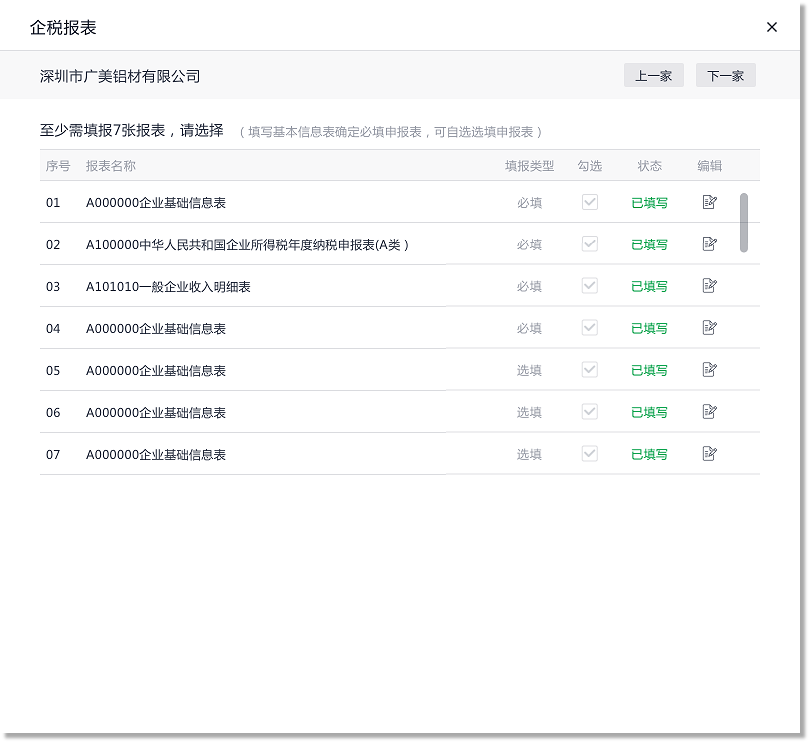 企税报表
深圳市广美铝材有限公司 上一家 下一家
至少需填报7张报表，请选择 （填写基本信息表确定必填申报表，可自选选填申报表）
序号 报表名称 填报类型 勾选 状态 编辑
01 A000000企业基础信息表 必填 已填写
02 A100000中华人民共和国企业所得税年度纳税申报表(A类） 必填 已填写
03 A101010一般企业收入明细表 必填 已填写
04 A000000企业基础信息表 必填 已填写
05 A000000企业基础信息表 选填 已填写
06 A000000企业基础信息表 选填 已填写
07 A000000企业基础信息表 选填 已填写